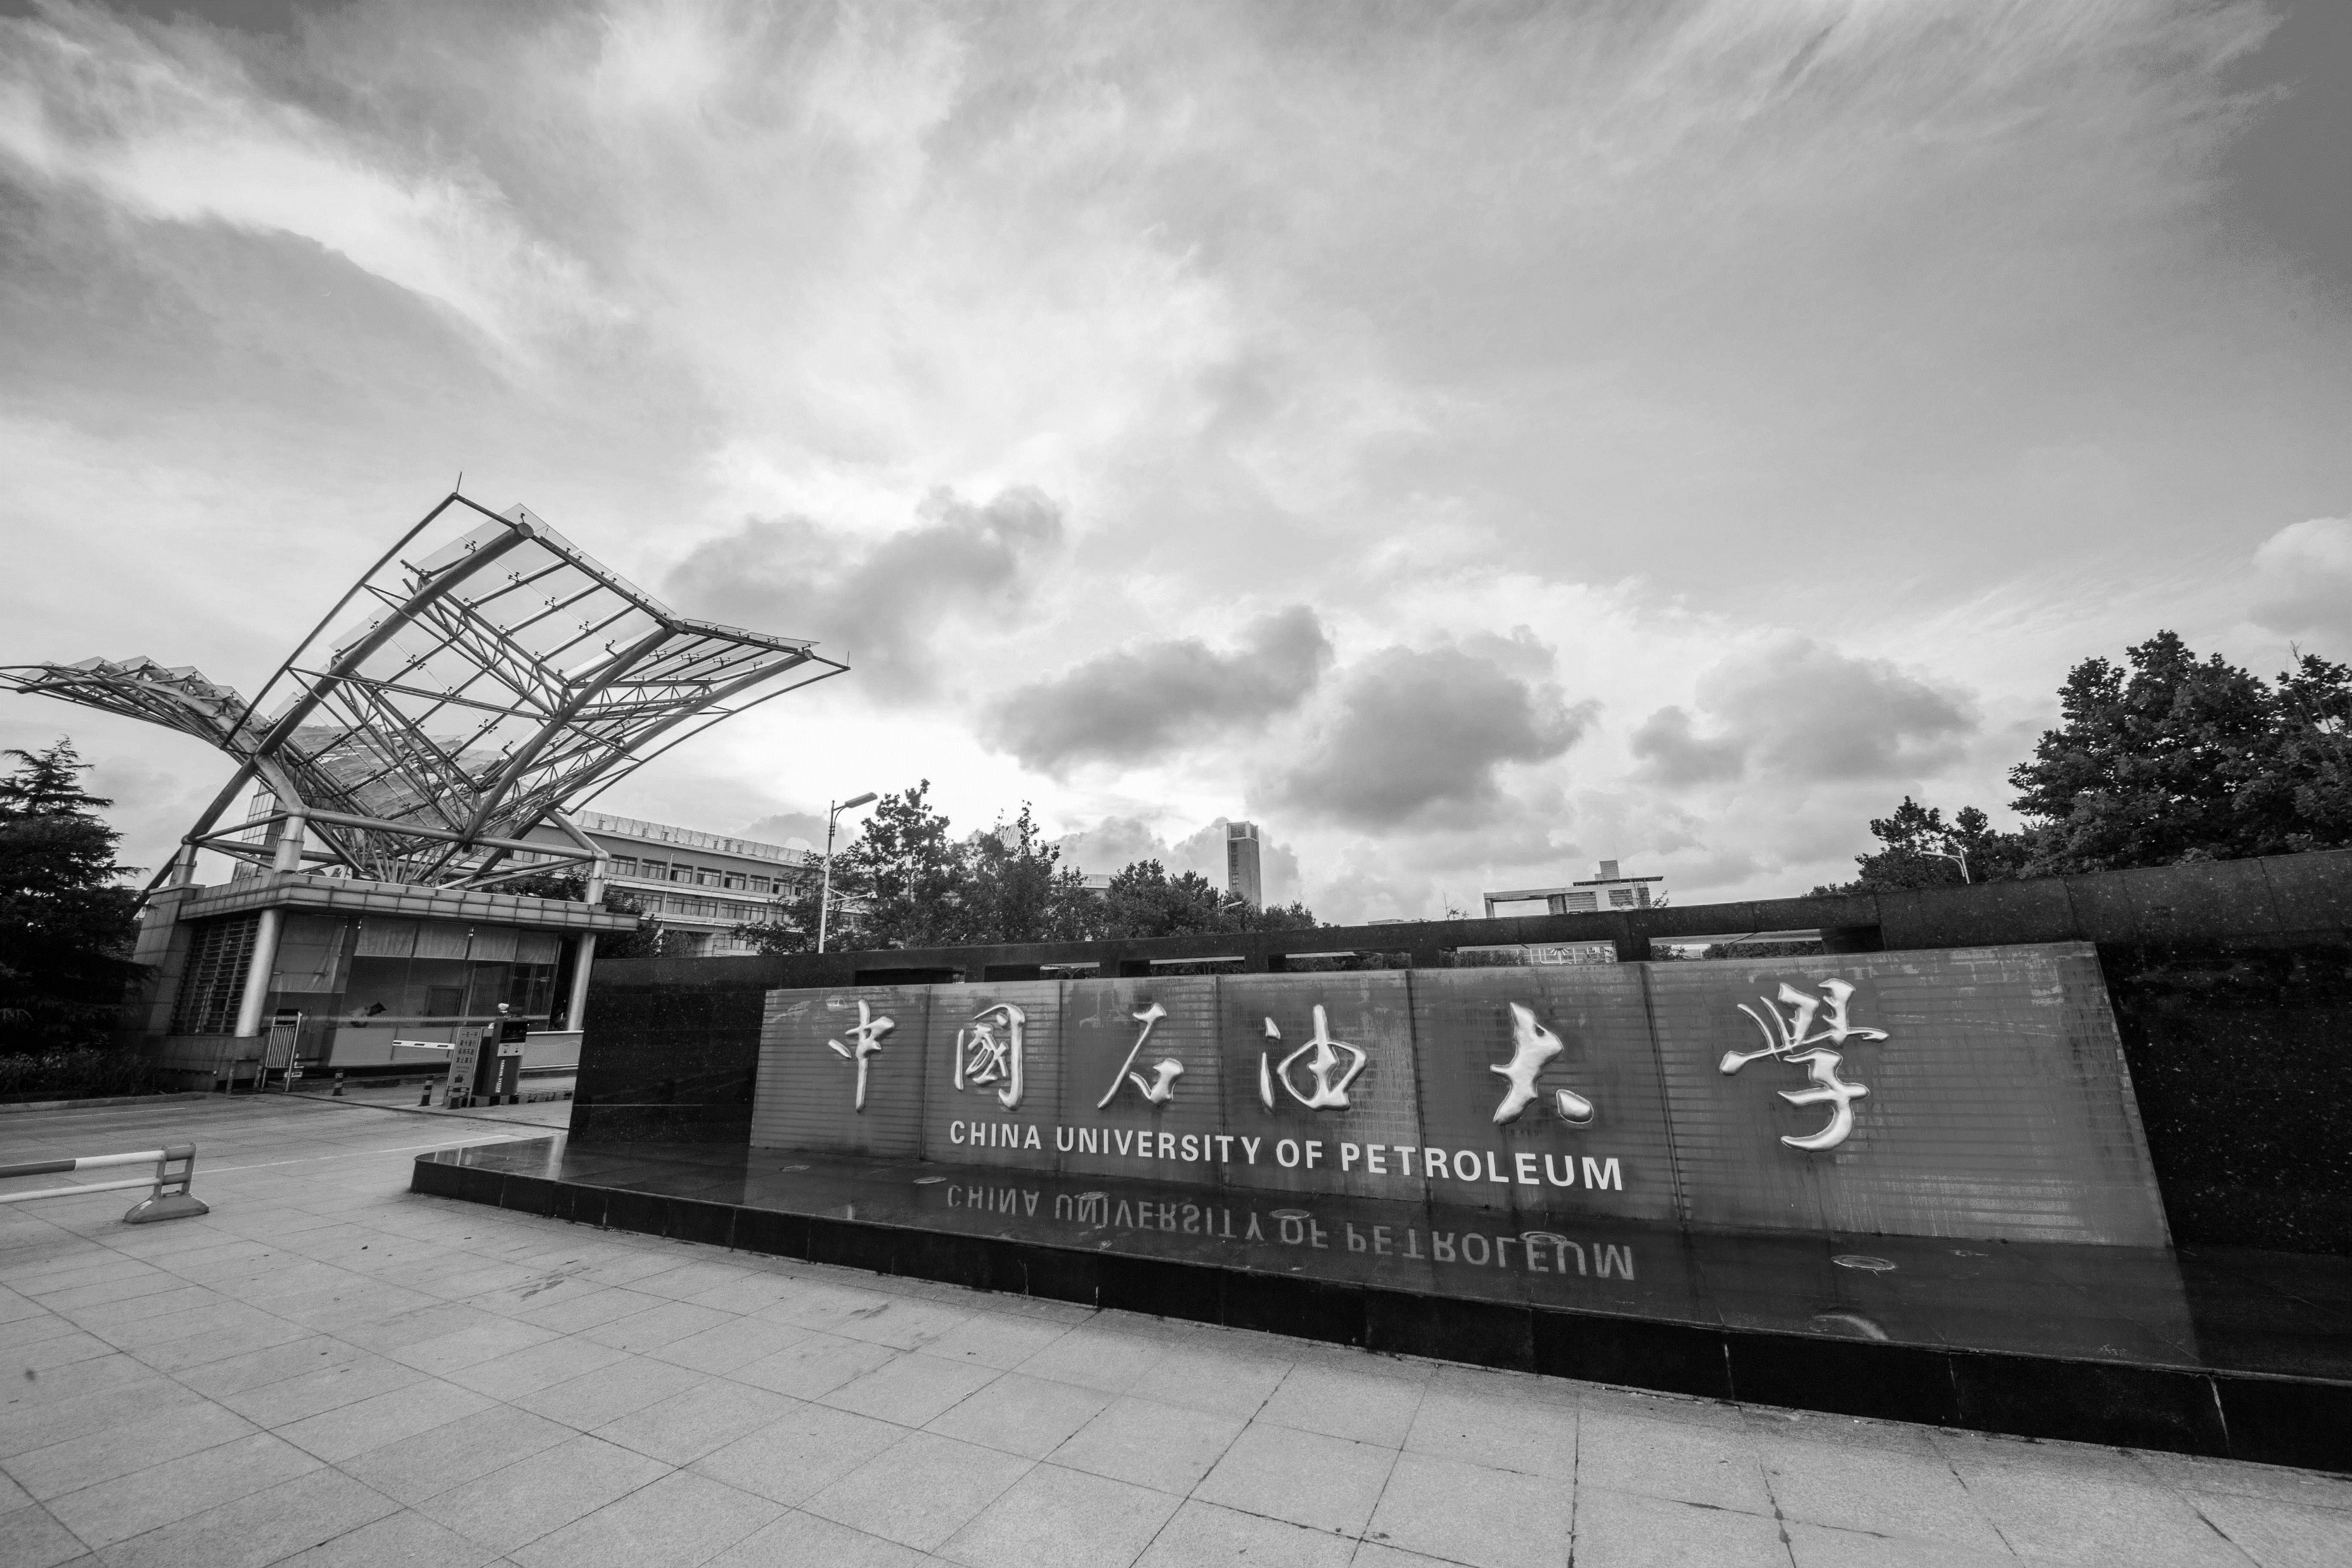 中國石油大學
CHINA UNIVERSITY OF PETROLEUM